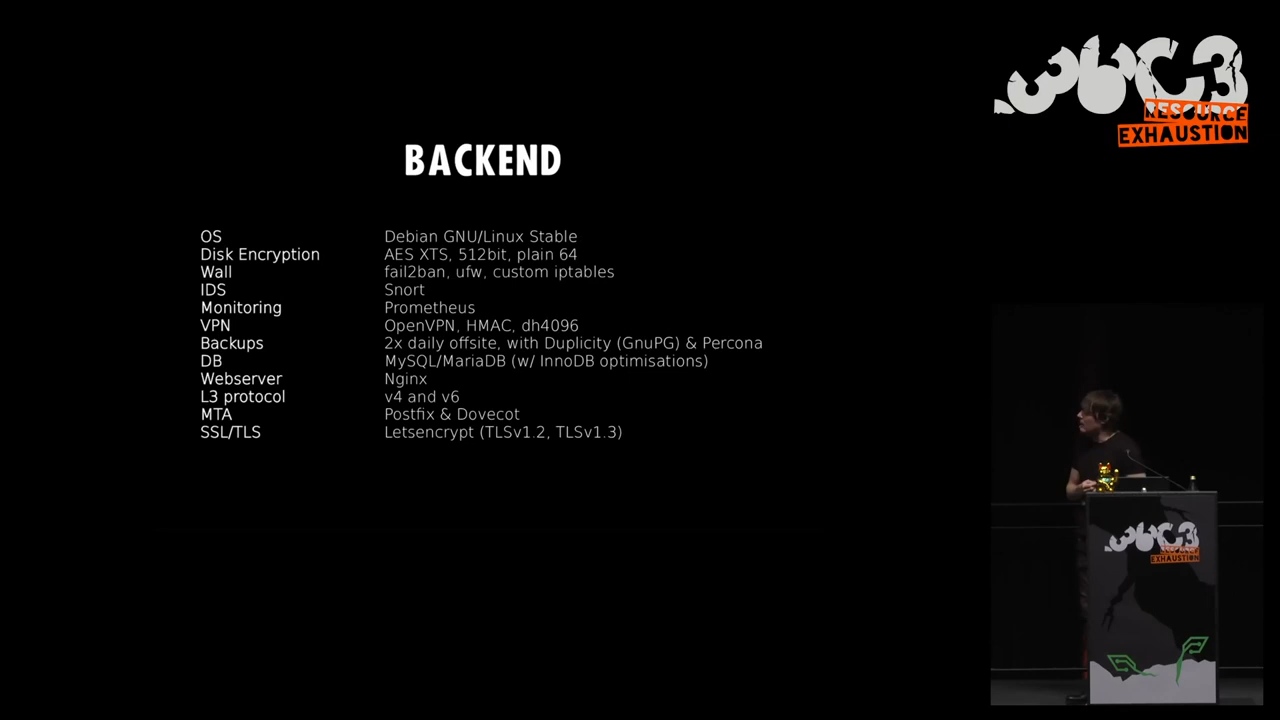 36C3
RESOURCE
EXHAUSTION
BACKEND
OS Debian GNU/Linux Stable
Disk Encryption AES XTS, 512bit, plain 64
Wall fail2ban, ufw, custom iptables
IDS Snort
Monitoring Prometheus
VPN OpenVPN, HMAC, dh4096
Backups 2x daily offsite, with Duplicity (GnuPG) & Percona
DB MySQL/MariaDB (w/ InnoDB optimisations)
Webserver Nginx
L3 protocol v4 and v6
MTA Postfix & Dovecot
SSL/TLS Letsencrypt (TLSv1.2, TLSv1.3)
36C3
RESOURCE
EXHAUSTION